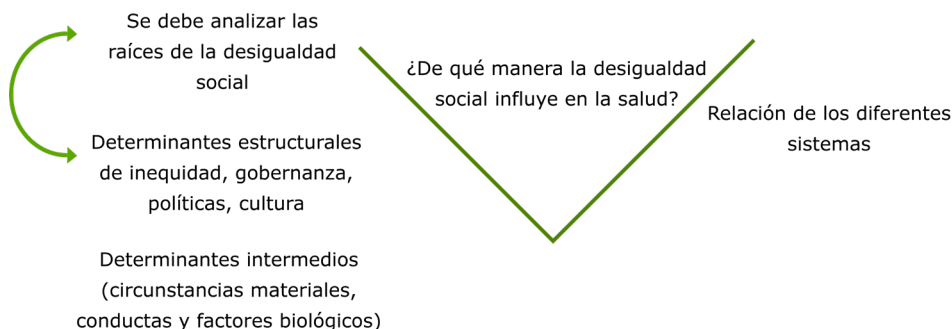 Se debe analizar las
raíces de la desigualdad
social
¿De qué manera la desigualdad
social influye en la salud?
Relación de los diferentes
sistemas
Determinantes estructurales
de inequidad, gobernanza,
políticas, cultura
Determinantes intermedios
(circunstancias materiales,
conductas y factores biológicos)